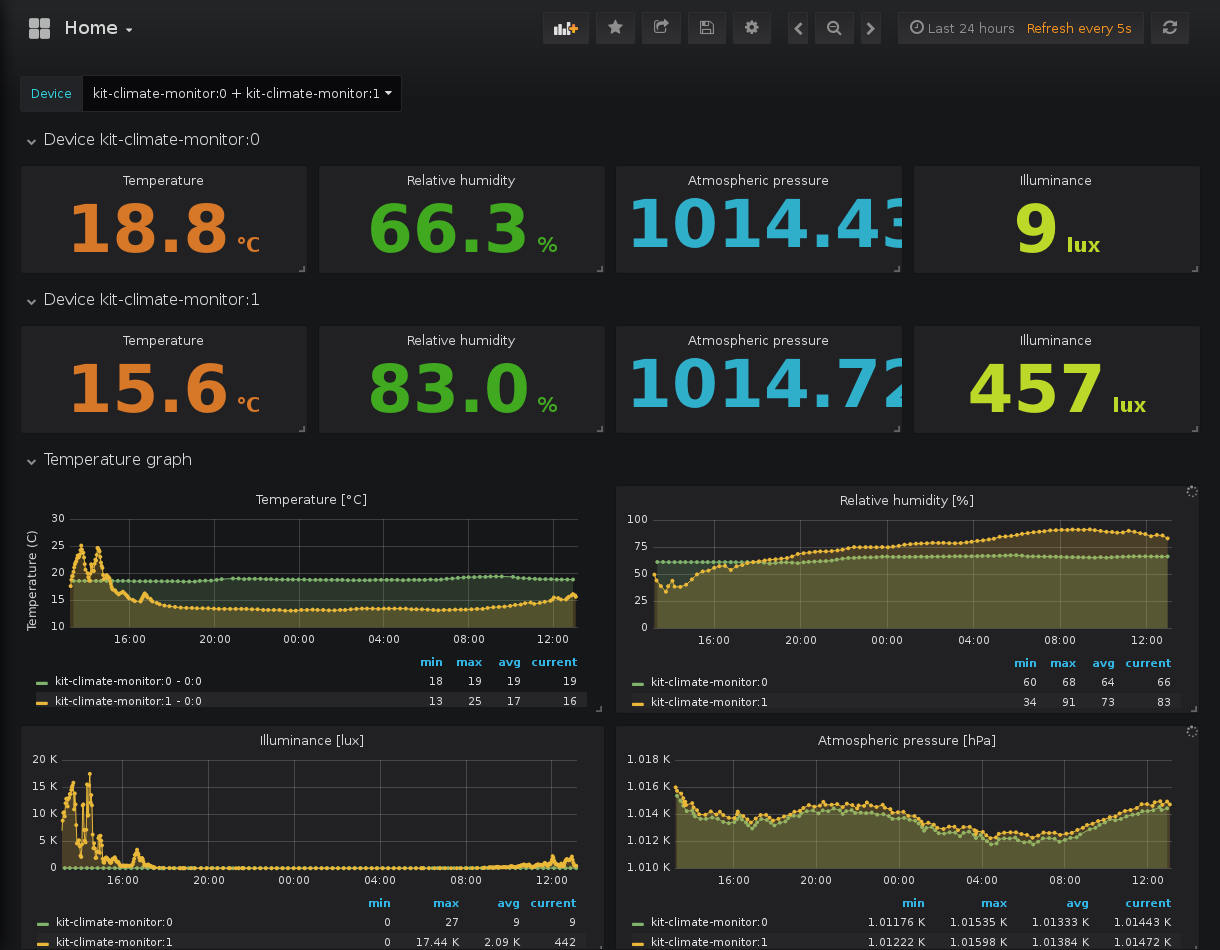 Home
Last 24 hours Refresh every 5s
Device kit-climate-monitor:0 + kit-climate-monitor:1
Device kit-climate-monitor:0
Temperature Relative humidity Atmospheric pressure Illuminance
18.8 °C 66.3 % 1014.43 9 lux
Device kit-climate-monitor:1
Temperature Relative humidity Atmospheric pressure Illuminance
15.6 °C 83.0 % 1014.72 457 lux
Temperature graph
Temperature [°C]
Temperature (C)
30
25
20
15
10
16:00 20:00 00:00 04:00 08:00 12:00
min max avg current
kit-climate-monitor:0 - 0:0 18 19 19 19
kit-climate-monitor:1 - 0:0 13 25 17 16
Relative humidity [%]
100
75
50
25
0
16:00 20:00 00:00 04:00 08:00 12:00
min max avg current
kit-climate-monitor:0 60 68 64 66
kit-climate-monitor:1 34 91 73 83
Illuminance [lux]
20 K
15 K
10 K
5 K
0
16:00 20:00 00:00 04:00 08:00 12:00
min max avg current
kit-climate-monitor:0 0 27 9 9
kit-climate-monitor:1 0 17.44 K 2.09 K 442
Atmospheric pressure [hPa]
1.018 K
1.016 K
1.014 K
1.012 K
1.010 K
16:00 20:00 00:00 04:00 08:00 12:00
min max avg current
kit-climate-monitor:0 1.01176 K 1.01535 K 1.01333 K 1.01443 K
kit-climate-monitor:1 1.01222 K 1.01598 K 1.01384 K 1.01472 K